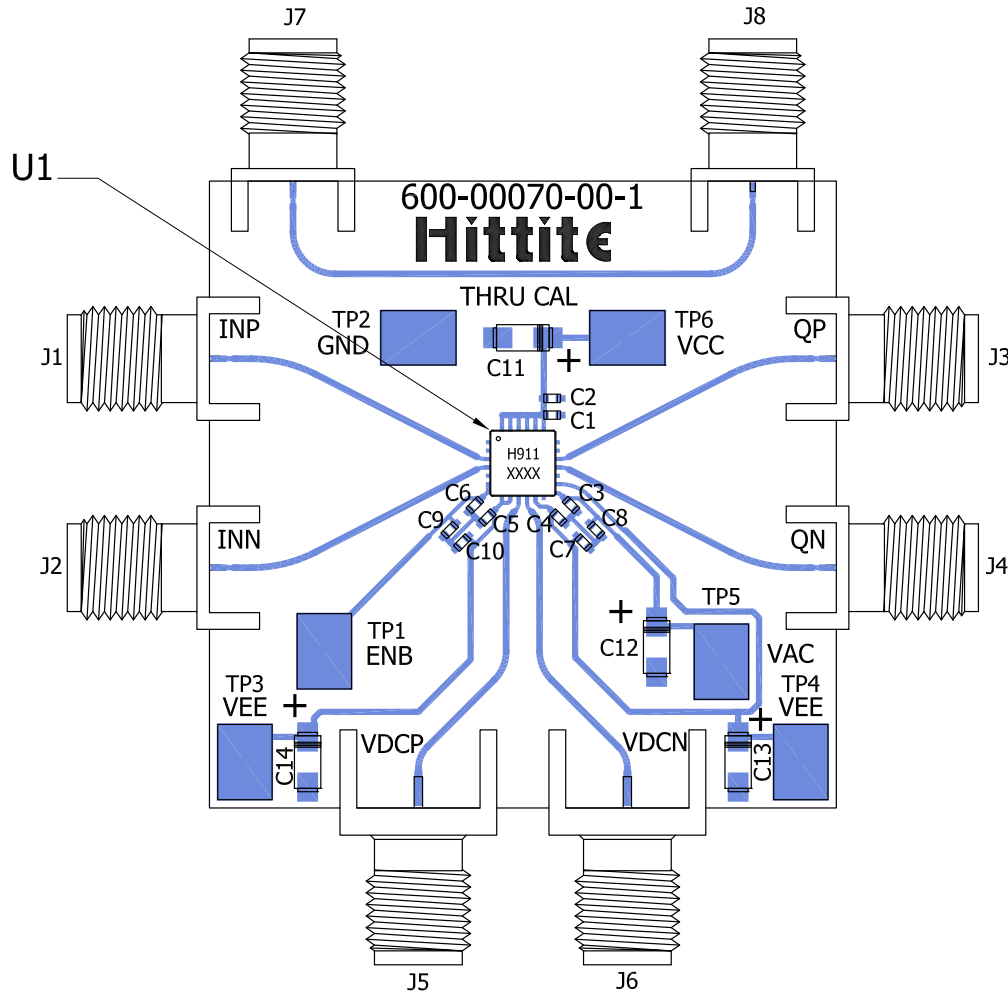 J7
J8
U1
600-00070-00-1
Hittite
THRU CAL
INP
TP2
GND
TP6
VCC
QP
J1
J3
C11
+
C2
C1
H911
XXXX
C6
C3
C9
C5
C4
C8
C10
C7
INN
QN
J2
J4
TP1
ENB
+
C12
TP5
VAC
TP3
VEE
+
C14
VDCP
VDCN
+
C13
TP4
VEE
J5
J6